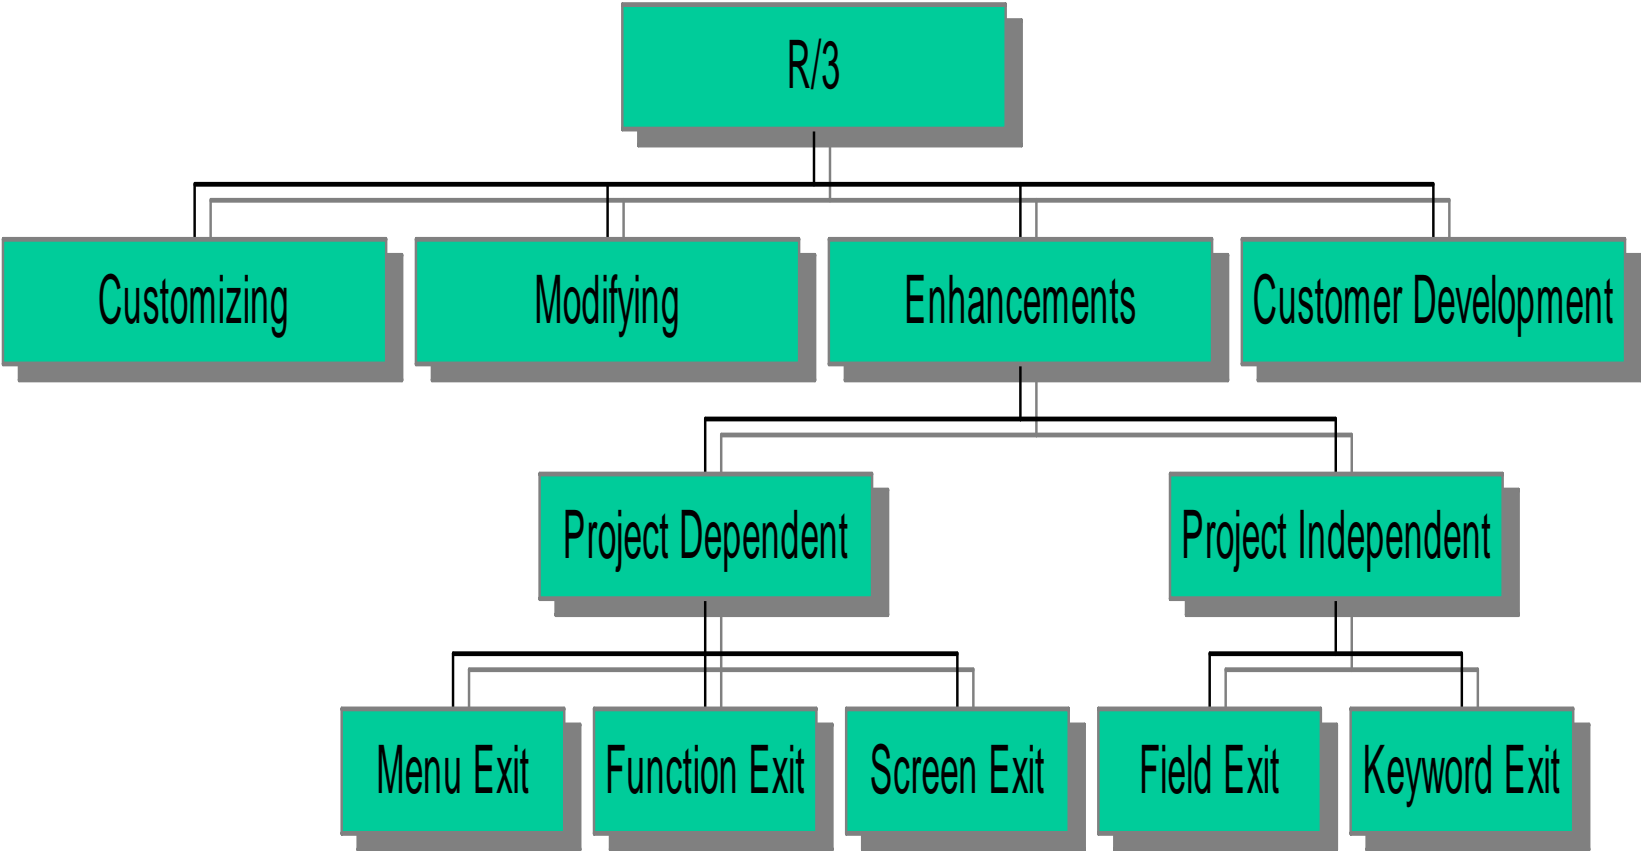 R/3
Customizing
Modifying
Enhancements
Customer Development
Project Dependent
Project Independent
Menu Exit
Function Exit
Screen Exit
Field Exit
Keyword Exit